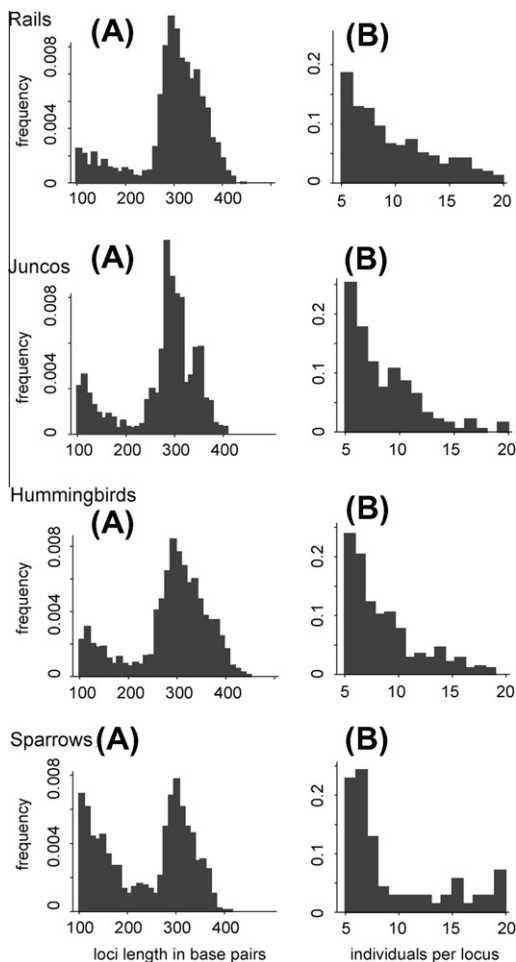 Rails
(A)
(B)
frequency
0.008
0.004
0
100 200 300 400
0.2
0.1
0
5 10 15 20
Juncos
(A)
(B)
frequency
0.008
0.004
0
100 200 300 400
0.2
0.1
0
5 10 15 20
Hummingbirds
(A)
(B)
frequency
0.008
0.004
0
100 200 300 400
0.2
0.1
0
5 10 15 20
Sparrows
(A)
(B)
frequency
0.008
0.004
0
100 200 300 400
0.2
0.1
0
5 10 15 20
loci length in base pairs
individuals per locus